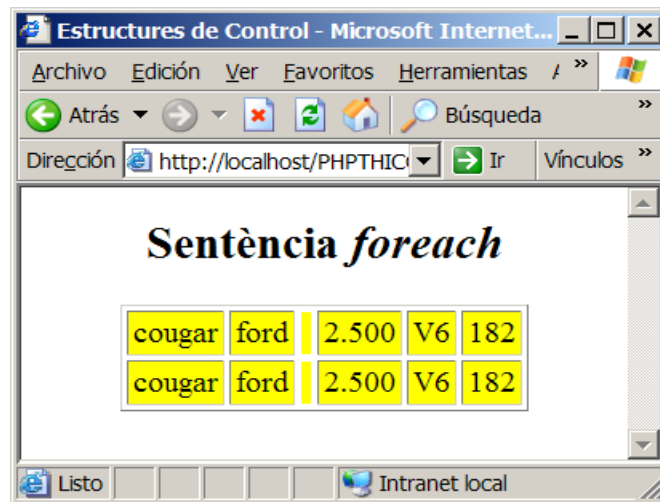 Estructures de Control - Microsoft Internet...
Archivo Edición Ver Favoritos Herramientas »
Atrás Búsqueda »
Dirección http://localhost/PHPTHIC Ir Vínculos »
Sentència foreach
cougar ford 2.500 V6 182
cougar ford 2.500 V6 182
Listo Intranet local